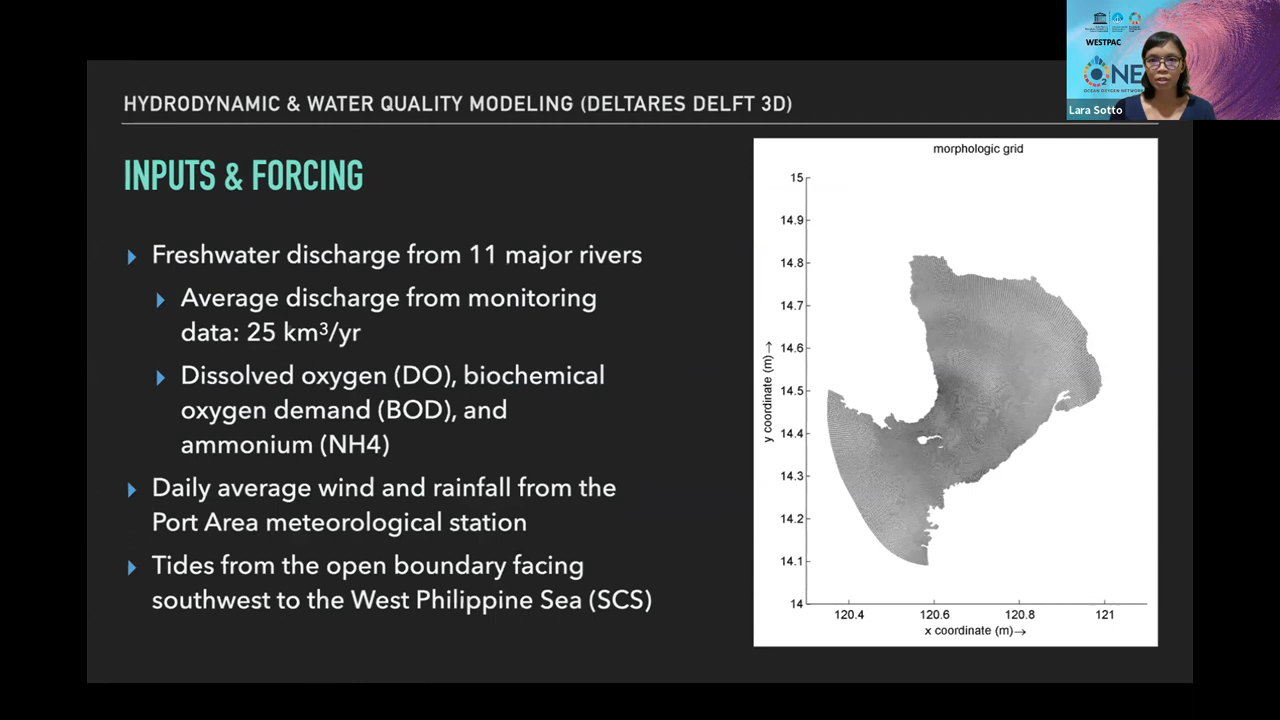 WESTPAC
O2NE
OCEAN OXYGEN NETWORK
Lara Sotto
HYDRODYNAMIC & WATER QUALITY MODELING (DELTARES DELFT 3D)
INPUTS & FORCING
Freshwater discharge from 11 major rivers
Average discharge from monitoring
data: 25 km³/yr
Dissolved oxygen (DO), biochemical
oxygen demand (BOD), and
ammonium (NH4)
Daily average wind and rainfall from the
Port Area meteorological station
Tides from the open boundary facing
southwest to the West Philippine Sea (SCS)
morphologic grid
15
14.9
14.8
14.7
14.6
14.5
14.4
14.3
14.2
14.1
14
y coordinate (m)→
120.4
120.6
120.8
121
x coordinate (m)→